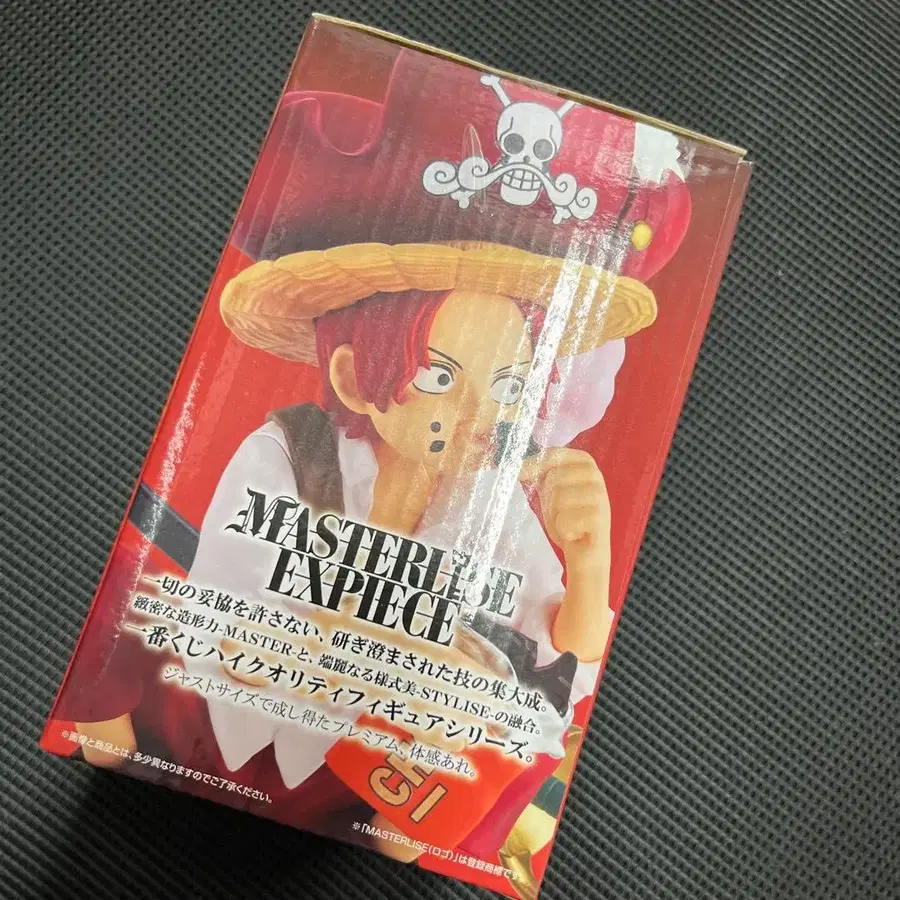 MASTERLISE
EXPIECE
一切の妥協を許さない、研ぎ澄まされた技の集大成。
緻密な造形力-MASTER-と、端麗なる様式美-STYLISE-の融合。
一番くじハイクオリティフィギュアシリーズ。
ジャストサイズで成し得たプレミアム、体感あれ。
※画像と商品とは、多少異なりますのでご了承ください。
※「MASTERLISE(ロゴ)」は登録商標です。